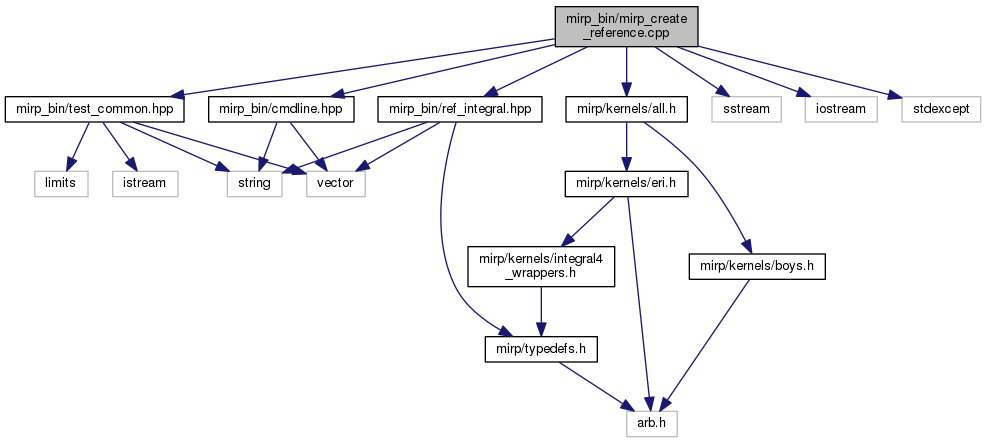 mirp_bin/mirp_create
_reference.cpp
mirp_bin/test_common.hpp
mirp_bin/cmdline.hpp
mirp_bin/ref_integral.hpp
mirp/kernels/all.h
sstream
iostream
stdexcept
limits
istream
string
vector
mirp/kernels/eri.h
mirp/kernels/integral4
_wrappers.h
mirp/kernels/boys.h
mirp/typedefs.h
arb.h